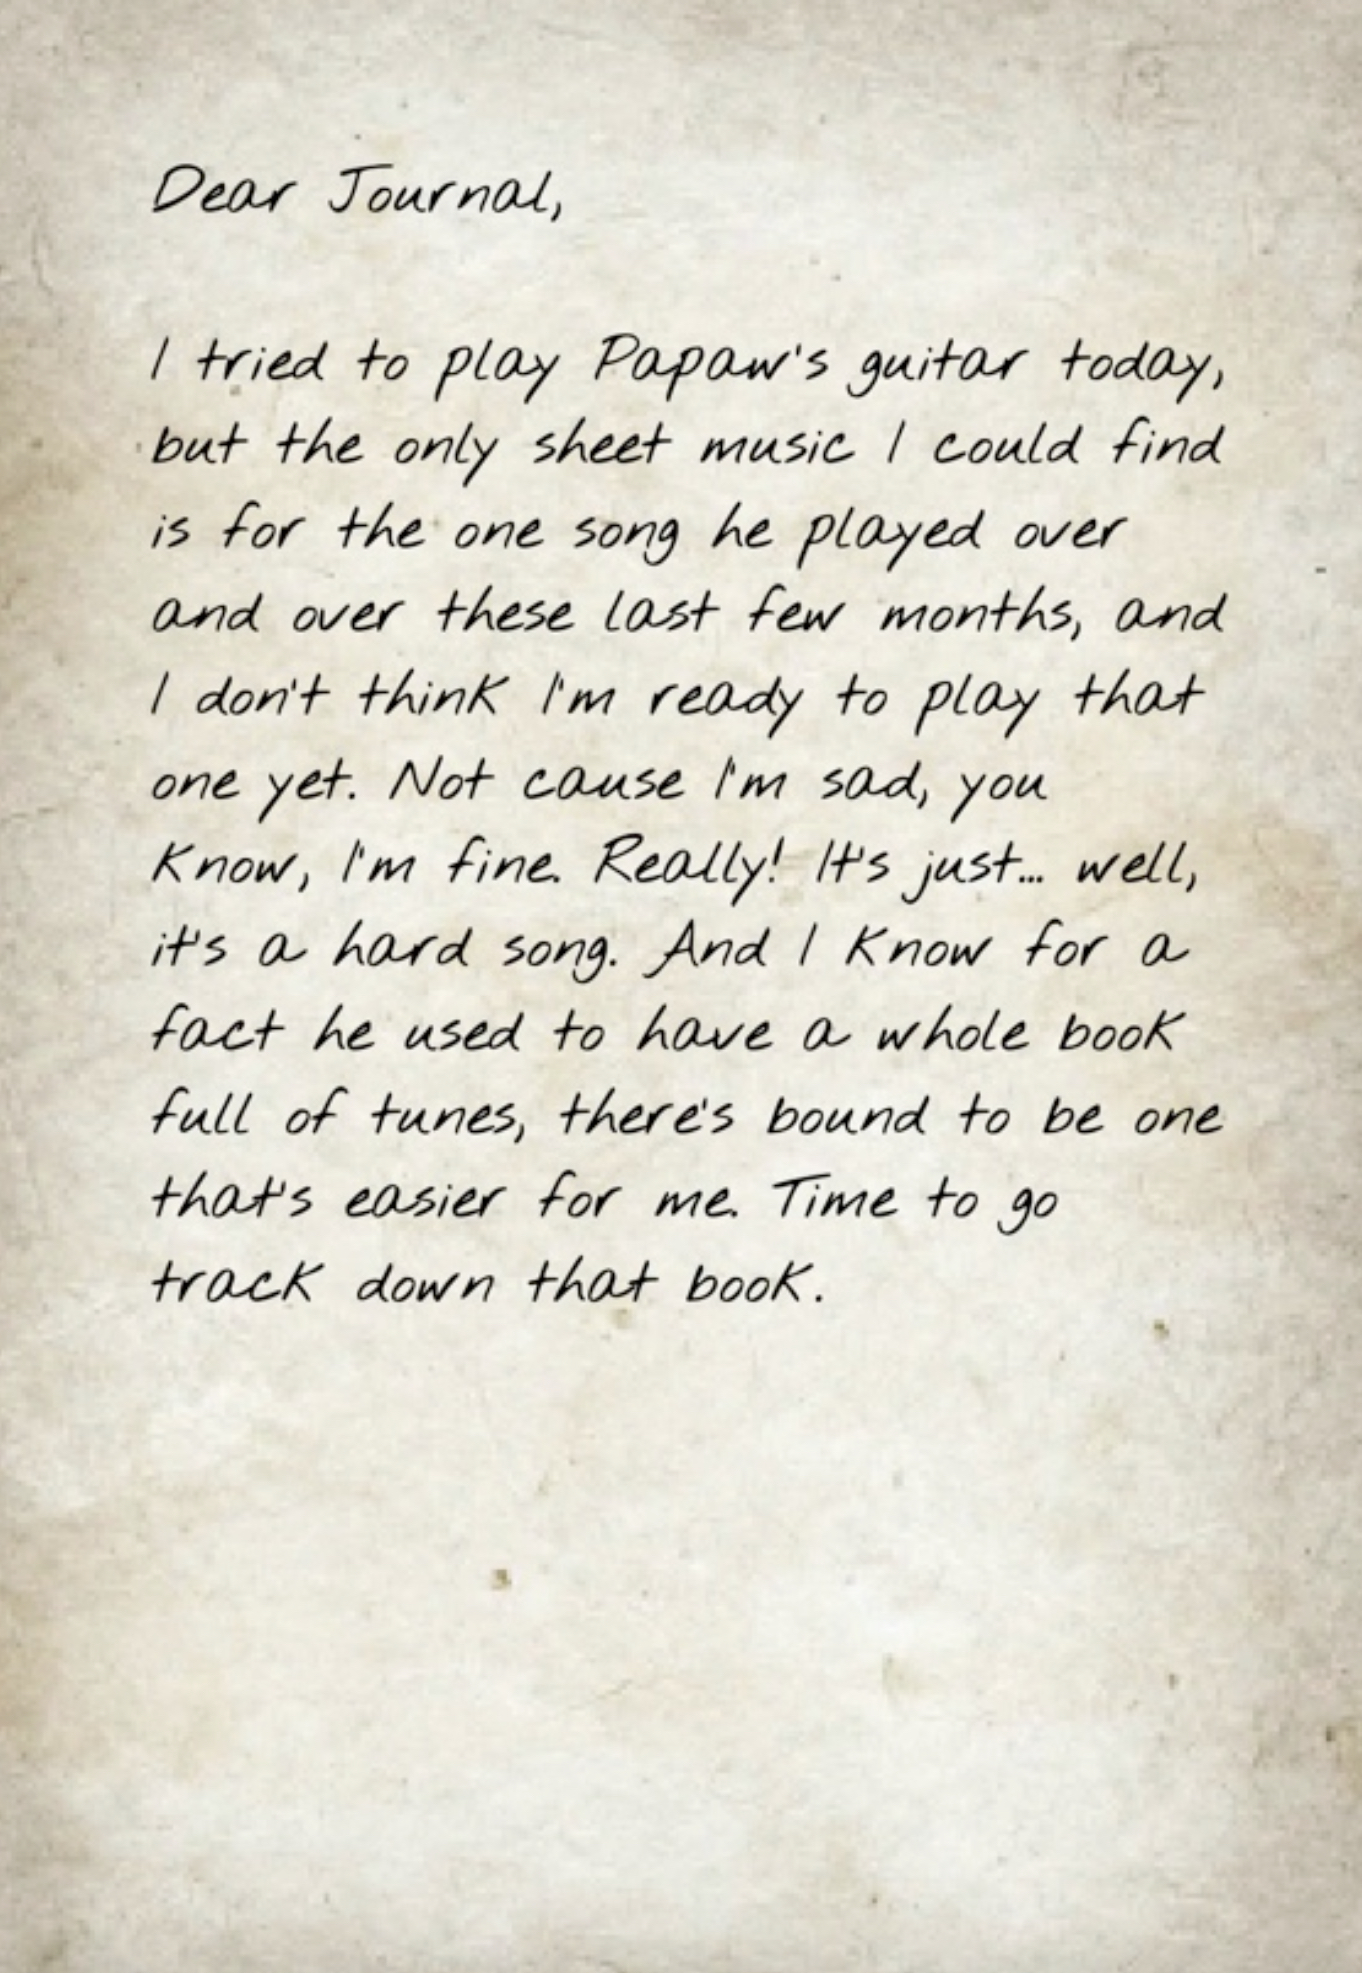 Dear Journal,
I tried to play Papaw's guitar today,
but the only sheet music I could find
is for the one song he played over
and over these last few months, and
I don't think I'm ready to play that
one yet. Not cause I'm sad, you
know, I'm fine. Really! It's just... well,
it's a hard song. And I know for a
fact he used to have a whole book
full of tunes, there's bound to be one
that's easier for me. Time to go
track down that book.